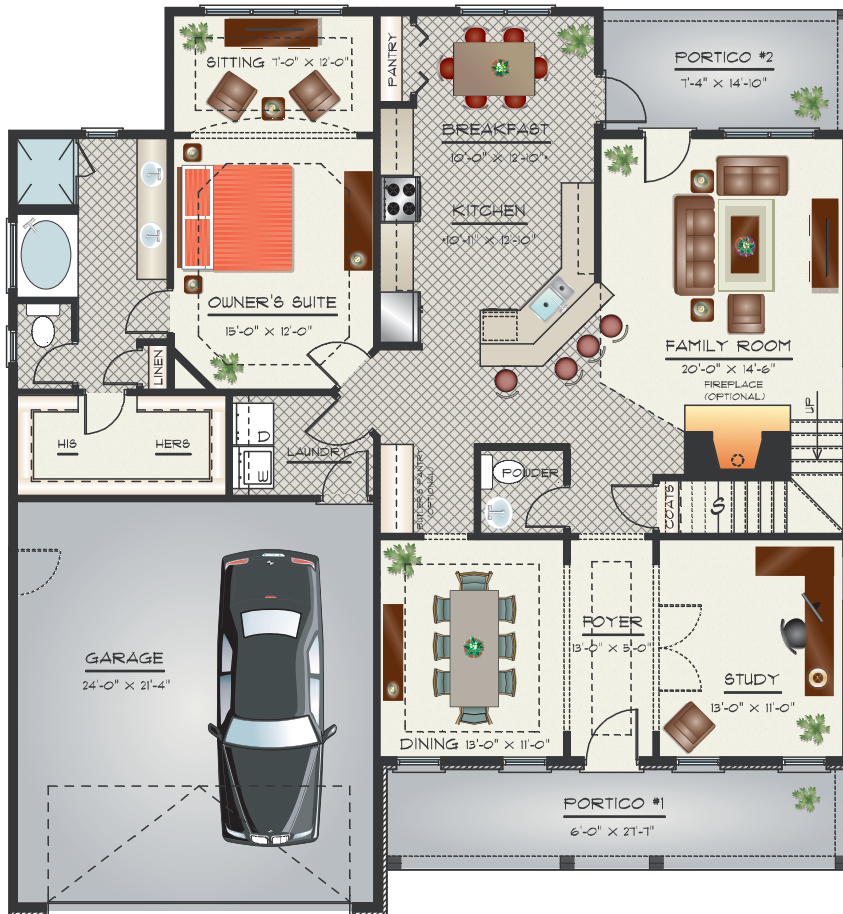 PORTICO #2
7'-4" X 14'-10"
SITTING 7'-0" X 12'-0"
PANTRY
BREAKFAST
10'-0" X 12'-10"
KITCHEN
10'-11" X 12'-10"
OWNER'S SUITE
15'-0" X 12'-0"
FAMILY ROOM
20'-0" X 14'-6"
FIREPLACE
(OPTIONAL)
UP
LINEN
HIS
HERS
D
LAUNDRY
W
BUTLER'S PANTRY
(OPTIONAL)
POWDER
COATS
S
FOYER
13'-0" X 5'-0"
GARAGE
24'-0" X 21'-4"
STUDY
13'-0" X 11'-0"
DINING 13'-0" X 11'-0"
PORTICO #1
6'-0" X 27'-7"